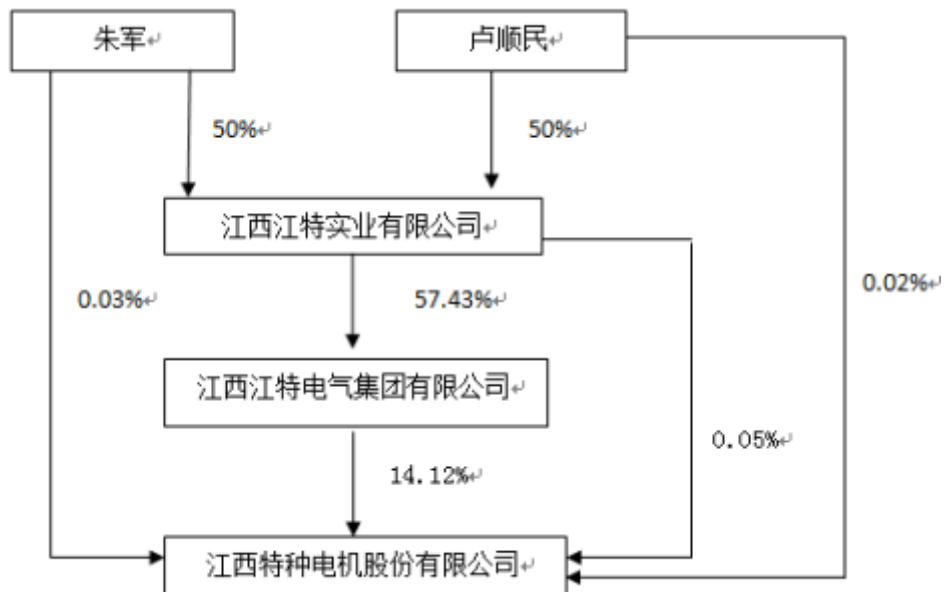 朱军↵
卢顺民↵
50%↵
50%↵
江西江特实业有限公司↵
0.03%↵
57.43%↵
0.02%↵
江西江特电气集团有限公司↵
0.05%↵
14.12%↵
江西特种电机股份有限公司↵